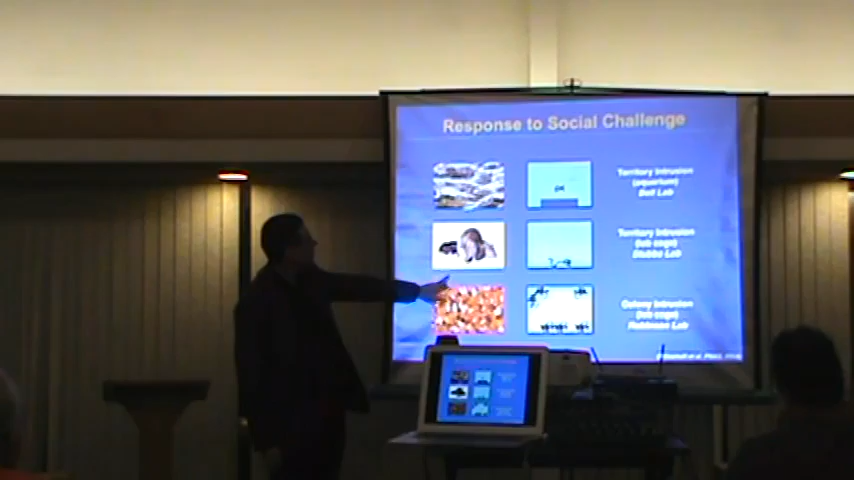 Response to Social Challenge
Territory Intrusion
(aquarium)
Bell Lab
Territory Intrusion
(lab cage)
Stubbs Lab
Colony Intrusion
(lab cage)
Robinson Lab